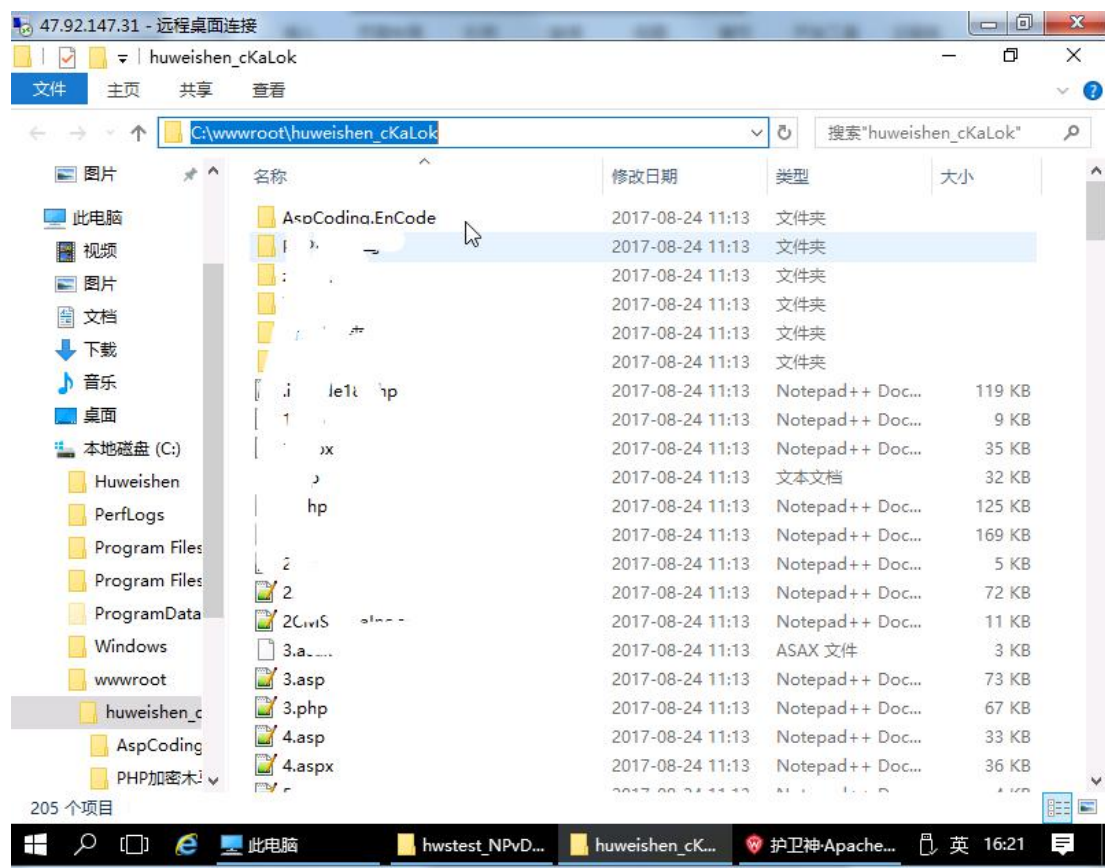 47.92.147.31 - 远程桌面连接
huweishen_cKaLok
文件 主页 共享 查看
C:\wwwroot\huweishen_cKaLok 搜索"huweishen_cKaLok"
图片
此电脑
视频
图片
文档
下载
音乐
桌面
本地磁盘 (C:)
Huweishen
PerfLogs
Program Files
Program Files
ProgramData
Windows
wwwroot
huweishen_c
AspCoding
PHP加密木马
名称 修改日期 类型 大小
AspCoding.EnCode 2017-08-24 11:13 文件夹
2017-08-24 11:13 文件夹
2017-08-24 11:13 文件夹
2017-08-24 11:13 文件夹
2017-08-24 11:13 文件夹
2017-08-24 11:13 文件夹
2017-08-24 11:13 Notepad++ Doc... 119 KB
2017-08-24 11:13 Notepad++ Doc... 9 KB
2017-08-24 11:13 Notepad++ Doc... 35 KB
2017-08-24 11:13 文本文档 32 KB
hp 2017-08-24 11:13 Notepad++ Doc... 125 KB
2017-08-24 11:13 Notepad++ Doc... 169 KB
2 2017-08-24 11:13 Notepad++ Doc... 5 KB
2 2017-08-24 11:13 Notepad++ Doc... 72 KB
2017-08-24 11:13 Notepad++ Doc... 11 KB
2017-08-24 11:13 ASAX 文件 3 KB
3.asp 2017-08-24 11:13 Notepad++ Doc... 73 KB
3.php 2017-08-24 11:13 Notepad++ Doc... 67 KB
4.asp 2017-08-24 11:13 Notepad++ Doc... 33 KB
4.aspx 2017-08-24 11:13 Notepad++ Doc... 36 KB
205 个项目
此电脑 hwstest_NPvD... huweishen_cK... 护卫神·Apache... 英 16:21